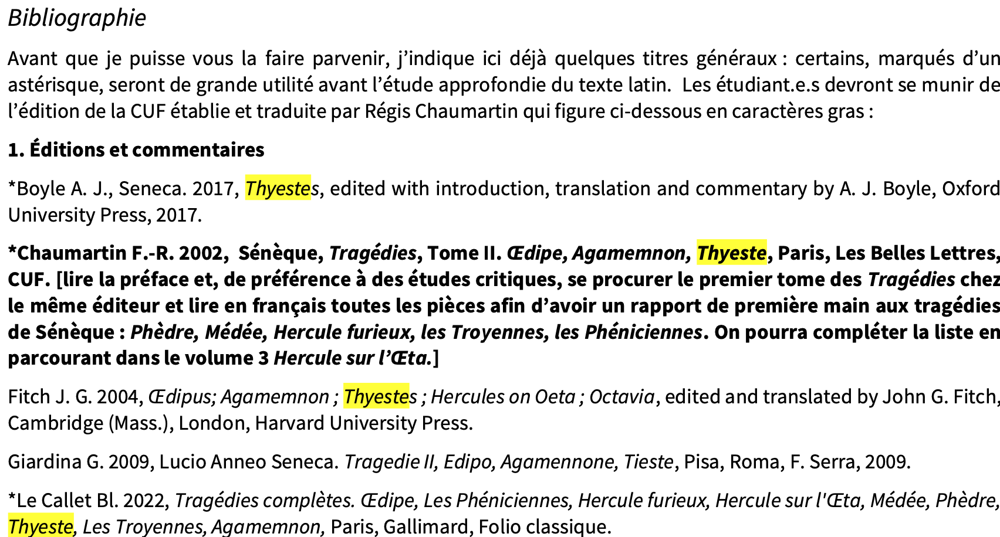 Bibliographie
Avant que je puisse vous la faire parvenir, j’indique ici déjà quelques titres généraux : certains, marqués d’un
astérisque, seront de grande utilité avant l’étude approfondie du texte latin.  Les étudiant.e.s devront se munir de
l’édition de la CUF établie et traduite par Régis Chaumartin qui figure ci-dessous en caractères gras :
1. Éditions et commentaires
*Boyle A. J., Seneca. 2017, Thyestes, edited with introduction, translation and commentary by A. J. Boyle, Oxford
University Press, 2017.
*Chaumartin F.-R. 2002,  Sénèque, Tragédies, Tome II. Œdipe, Agamemnon, Thyeste, Paris, Les Belles Lettres,
CUF. [lire la préface et, de préférence à des études critiques, se procurer le premier tome des Tragédies chez
le même éditeur et lire en français toutes les pièces afin d’avoir un rapport de première main aux tragédies
de Sénèque : Phèdre, Médée, Hercule furieux, les Troyennes, les Phéniciennes. On pourra compléter la liste en
parcourant dans le volume 3 Hercule sur l’Œta.]
Fitch J. G. 2004, Œdipus; Agamemnon ; Thyestes ; Hercules on Oeta ; Octavia, edited and translated by John G. Fitch,
Cambridge (Mass.), London, Harvard University Press.
Giardina G. 2009, Lucio Anneo Seneca. Tragedie II, Edipo, Agamennone, Tieste, Pisa, Roma, F. Serra, 2009.
*Le Callet Bl. 2022, Tragédies complètes. Œdipe, Les Phéniciennes, Hercule furieux, Hercule sur l'Œta, Médée, Phèdre,
Thyeste, Les Troyennes, Agamemnon, Paris, Gallimard, Folio classique.